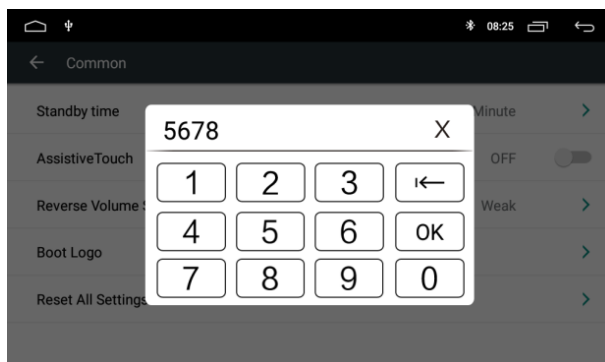 08:25
Common
Standby time
Minute
5678
X
AssistiveTouch
OFF
1 2 3
Reverse Volume
Weak
4 5 6 OK
Boot Logo
7 8 9 0
Reset All Settings